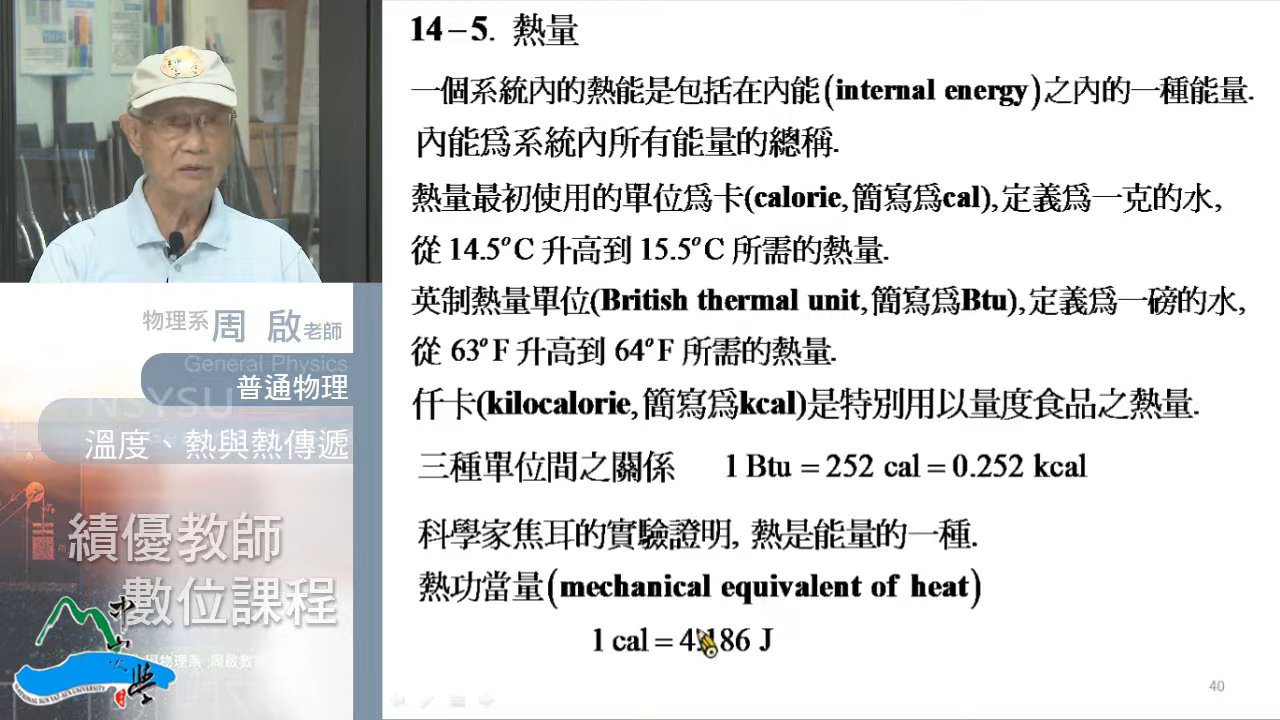 14-5. 熱量
一個系統內的熱能是包括在內能(internal energy)之內的一種能量.
內能為系統內所有能量的總稱.
熱量最初使用的單位為卡(calorie,簡寫為cal),定義為一克的水,
從 14.5°C 升高到 15.5°C 所需的熱量.
英制熱量單位(British thermal unit,簡寫為Btu),定義為一磅的水,
從 63°F 升高到 64°F 所需的熱量.
仟卡(kilocalorie,簡寫為kcal)是特別用以量度食品之熱量.
三種單位間之關係 1 Btu = 252 cal = 0.252 kcal
科學家焦耳的實驗證明, 熱是能量的一種.
熱功當量(mechanical equivalent of heat)
1 cal = 4.186 J
40
物理系周 啟老師
General Physics
普通物理
NSYSU
溫度、熱與熱傳遞
績優教師
數位課程